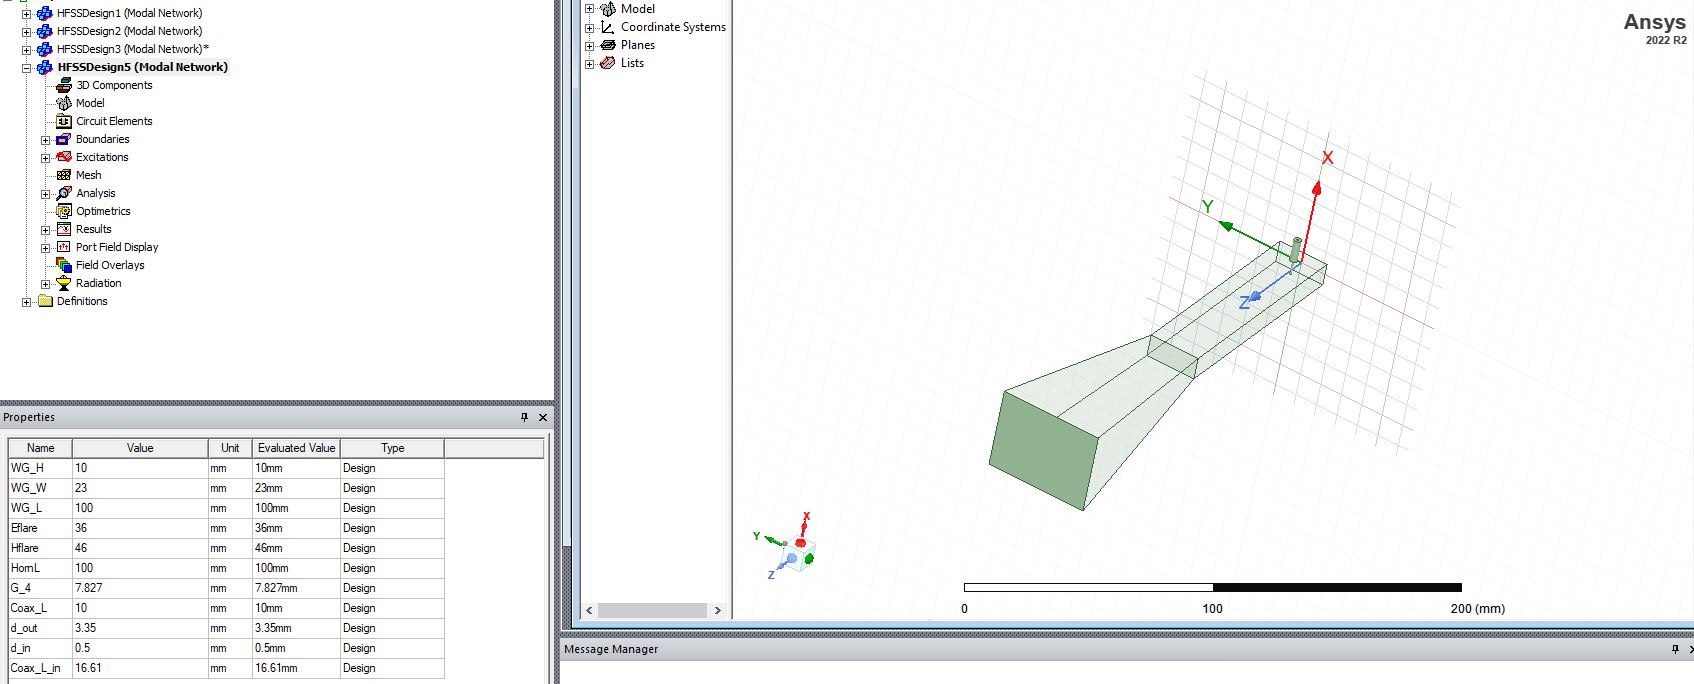 HFSSDesign1 (Modal Network)
HFSSDesign2 (Modal Network)
HFSSDesign3 (Modal Network)*
HFSSDesign5 (Modal Network)
3D Components
Model
Circuit Elements
Boundaries
Excitations
Mesh
Analysis
Optimetrics
Results
Port Field Display
Field Overlays
Radiation
Definitions
Properties
Name Value Unit Evaluated Value Type
WG_H 10 mm 10mm Design
WG_W 23 mm 23mm Design
WG_L 100 mm 100mm Design
Eflare 36 mm 36mm Design
Hflare 46 mm 46mm Design
HornL 100 mm 100mm Design
G_4 7.827 mm 7.827mm Design
Coax_L 10 mm 10mm Design
d_out 3.35 mm 3.35mm Design
d_in 0.5 mm 0.5mm Design
Coax_L_in 16.61 mm 16.61mm Design
Model
Coordinate Systems
Planes
Lists
Ansys
2022 R2
X
Y
Z
X
Y
Z
0 100 200 (mm)
Message Manager